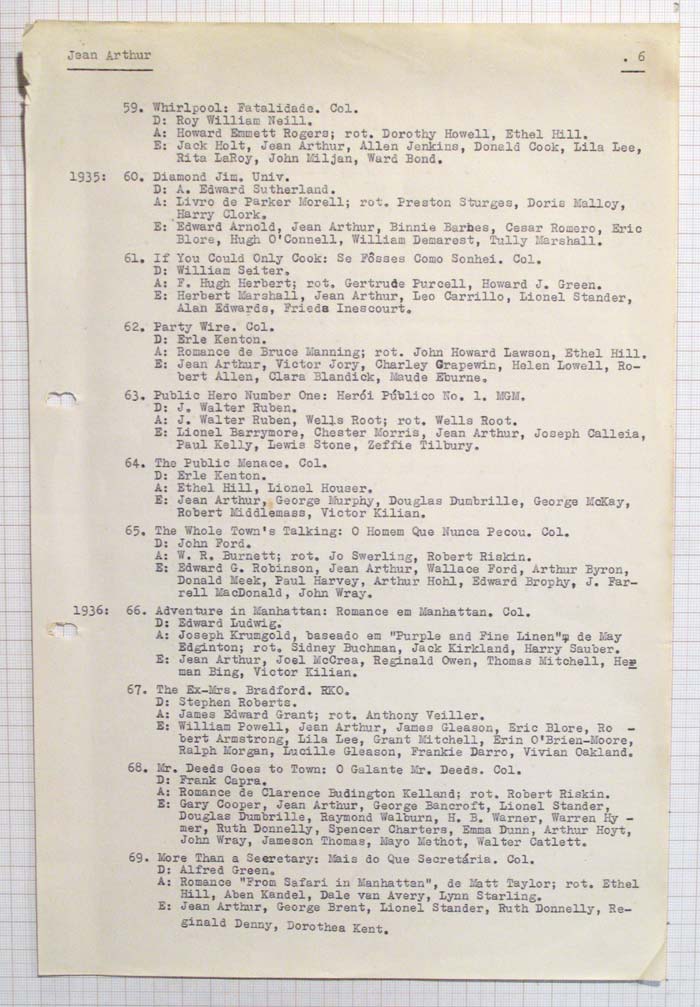 Jean Arthur . 6
59. Whirlpool: Fatalidade. Col.
D: Roy William Neill.
A: Howard Emmett Rogers; rot. Dorothy Howell, Ethel Hill.
E: Jack Holt, Jean Arthur, Allen Jenkins, Donald Cook, Lila Lee,
Rita LaRoy, John Miljan, Ward Bond.
1935: 60. Diamond Jim. Univ.
D: A. Edward Sutherland.
A: Livro de Parker Morell; rot. Preston Sturges, Doris Malloy,
Harry Clork.
E: Edward Arnold, Jean Arthur, Binnie Barbes, Cesar Romero, Eric
Blore, Hugh O'Connell, William Demarest, Tully Marshall.
61. If You Could Only Cook: Se Fôsses Como Sonhei. Col.
D: William Seiter.
A: F. Hugh Herbert; rot. Gertrude Purcell, Howard J. Green.
E: Herbert Marshall, Jean Arthur, Leo Carrillo, Lionel Stander,
Alan Edwards, Frieda Inescourt.
62. Party Wire. Col.
D: Erle Kenton.
A: Romance de Bruce Manning; rot. John Howard Lawson, Ethel Hill.
E: Jean Arthur, Victor Jory, Charley Grapewin, Helen Lowell, Ro-
bert Allen, Clara Blandick, Maude Eburne.
63. Public Hero Number One: Herói Público No. 1. MGM.
D: J. Walter Ruben.
A: J. Walter Ruben, Wells Root; rot. Wells Root.
E: Lionel Barrymore, Chester Morris, Jean Arthur, Joseph Calleia,
Paul Kelly, Lewis Stone, Zeffie Tilbury.
64. The Public Menace. Col.
D: Erle Kenton.
A: Ethel Hill, Lionel Houser.
E: Jean Arthur, George Murphy, Douglas Dumbrille, George McKay,
Robert Middlemass, Victor Kilian.
65. The Whole Town's Talking: O Homem Que Nunca Pecou. Col.
D: John Ford.
A: W. R. Burnett; rot. Jo Swerling, Robert Riskin.
E: Edward G. Robinson, Jean Arthur, Wallace Ford, Arthur Byron,
Donald Meek, Paul Harvey, Arthur Hohl, Edward Brophy, J. Far-
rell MacDonald, John Wray.
1936: 66. Adventure in Manhattan: Romance em Manhattan. Col.
D: Edward Ludwig.
A: Joseph Krumgold, baseado em "Purple and Fine Linen", de May
Edginton; rot. Sidney Buchman, Jack Kirkland, Harry Sauber.
E: Jean Arthur, Joel McCrea, Reginald Owen, Thomas Mitchell, Her
man Bing, Victor Kilian.
67. The Ex-Mrs. Bradford. RKO.
D: Stephen Roberts.
A: James Edward Grant; rot. Anthony Veiller.
E: William Powell, Jean Arthur, James Gleason, Eric Blore, Ro -
bert Armstrong, Lila Lee, Grant Mitchell, Erin O'Brien-Moore,
Ralph Morgan, Lucille Gleason, Frankie Darro, Vivian Oakland.
68. Mr. Deeds Goes to Town: O Galante Mr. Deeds. Col.
D: Frank Capra.
A: Romance de Clarence Budington Kelland; rot. Robert Riskin.
E: Gary Cooper, Jean Arthur, George Bancroft, Lionel Stander,
Douglas Dumbrille, Raymond Walburn, H. B. Warner, Warren Hy -
mer, Ruth Donnelly, Spencer Charters, Emma Dunn, Arthur Hoyt,
John Wray, Jameson Thomas, Mayo Methot, Walter Catlett.
69. More Than a Secretary: Mais do Que Secretária. Col.
D: Alfred Green.
A: Romance "From Safari in Manhattan", de Matt Taylor; rot. Ethel
Hill, Aben Kandel, Dale van Avery, Lynn Starling.
E: Jean Arthur, George Brent, Lionel Stander, Ruth Donnelly, Re-
ginald Denny, Dorothea Kent.